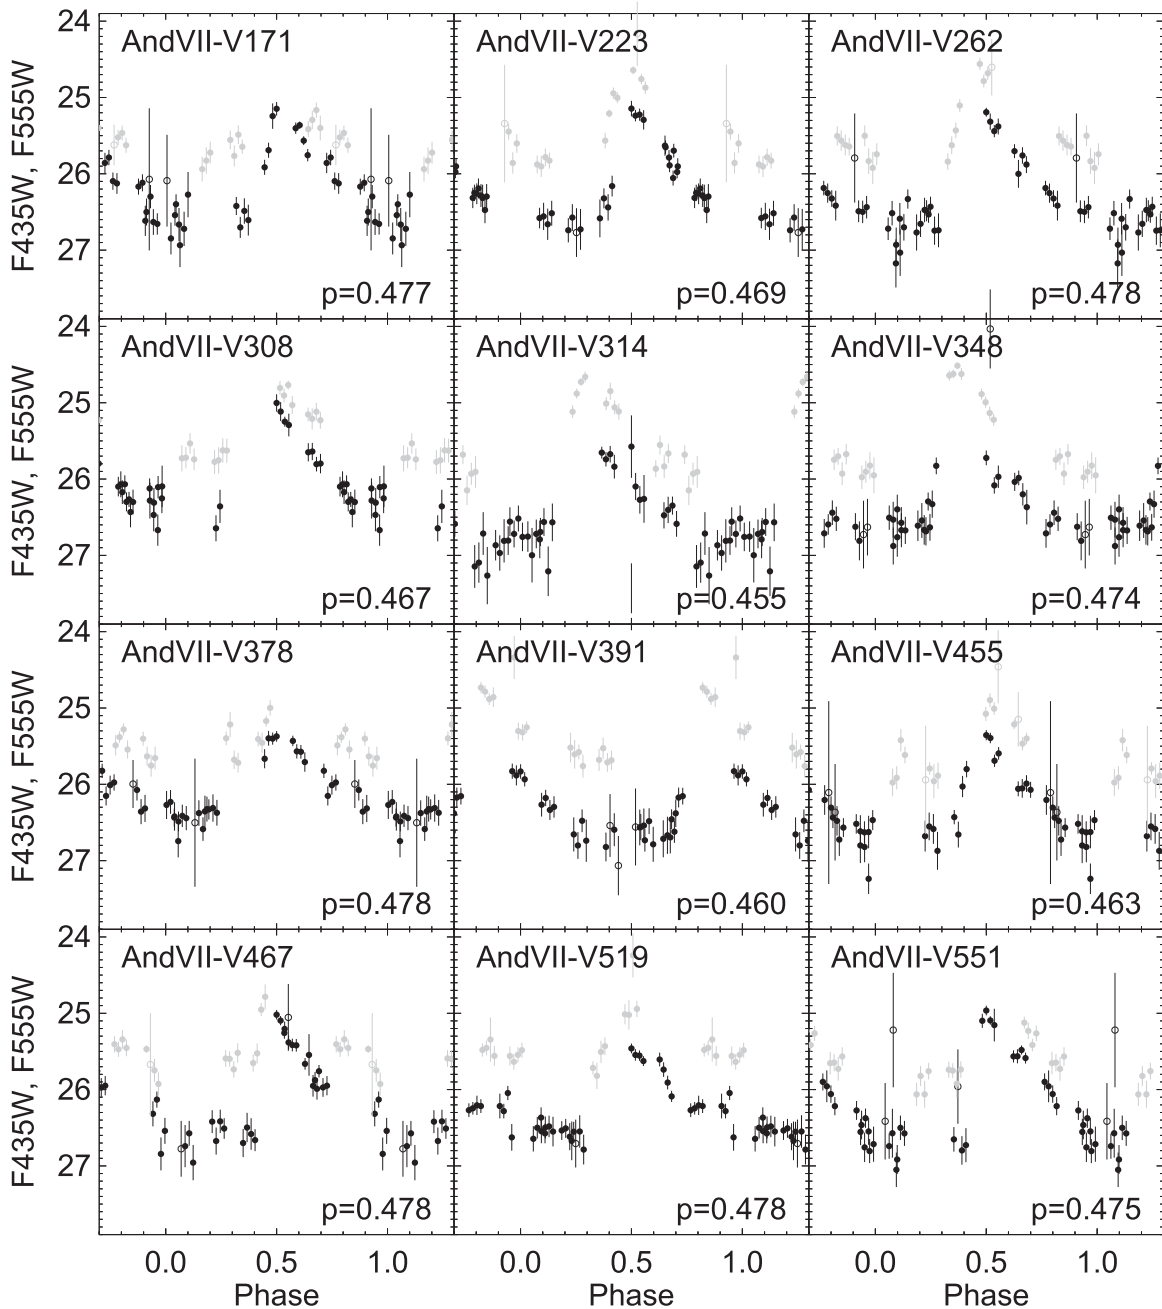 24
AndVII-V171 AndVII-V223 AndVII-V262
25
26
27
F435W, F555W
p=0.477 p=0.469 p=0.478
24
AndVII-V308 AndVII-V314 AndVII-V348
25
26
27
F435W, F555W
p=0.467 p=0.455 p=0.474
24
AndVII-V378 AndVII-V391 AndVII-V455
25
26
27
F435W, F555W
p=0.478 p=0.460 p=0.463
24
AndVII-V467 AndVII-V519 AndVII-V551
25
26
27
F435W, F555W
p=0.478 p=0.478 p=0.475
0.0 0.5 1.0 0.0 0.5 1.0 0.0 0.5 1.0
Phase Phase Phase